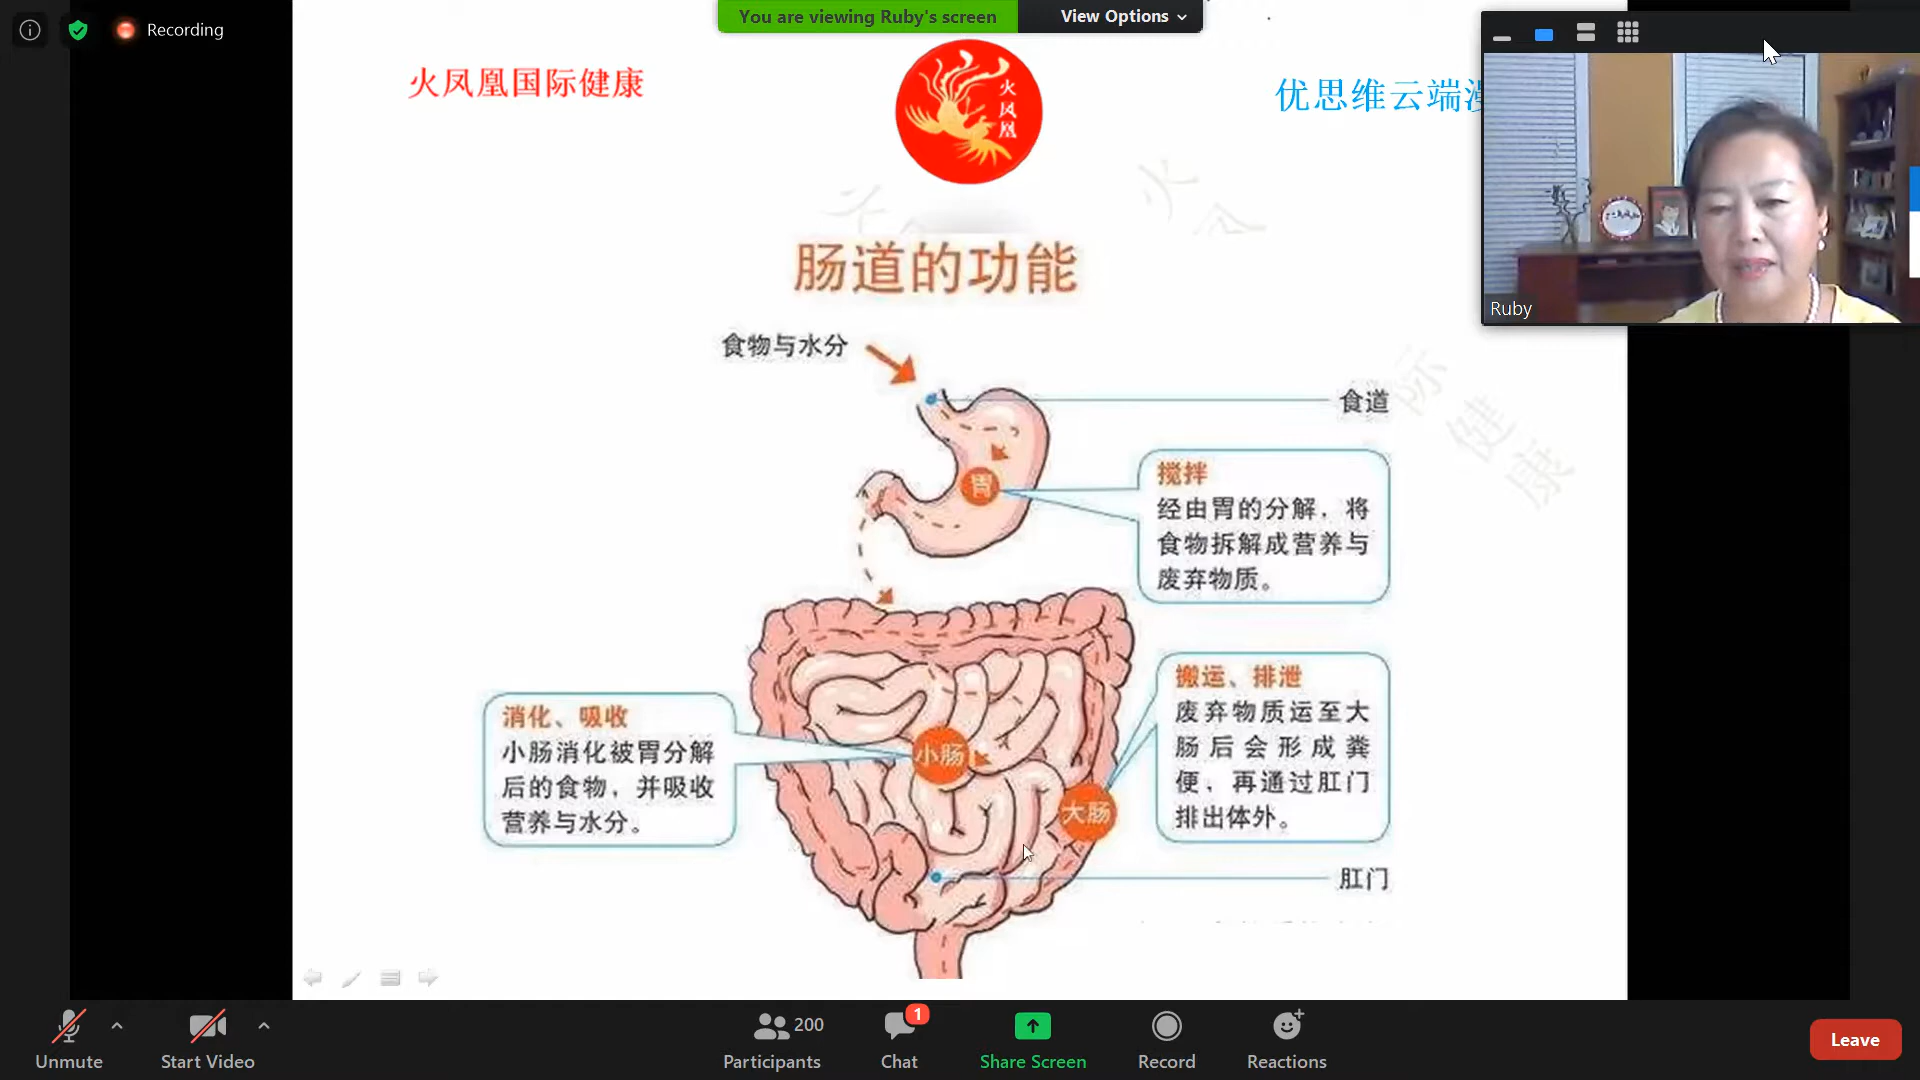 You are viewing Ruby's screen
View Options
Recording
火凤凰国际健康
火凤凰
优思维云端
Ruby
肠道的功能
食物与水分
食道
胃
搅拌
经由胃的分解，将
食物拆解成营养与
废弃物质。
搬运、排泄
废弃物质运至大
肠后会形成粪
便，再通过肛门
排出体外。
消化、吸收
小肠消化被胃分解
后的食物，并吸收
营养与水分。
小肠
大肠
肛门
际健康
200
1
Unmute
Start Video
Participants
Chat
Share Screen
Record
Reactions
Leave